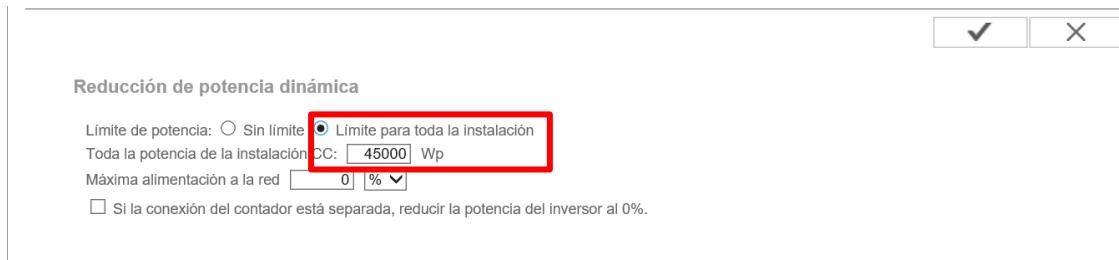 Reducción de potencia dinámica
Límite de potencia: Sin límite Límite para toda la instalación
Toda la potencia de la instalación CC: 45000 Wp
Máxima alimentación a la red 0 %
Si la conexión del contador está separada, reducir la potencia del inversor al 0%.